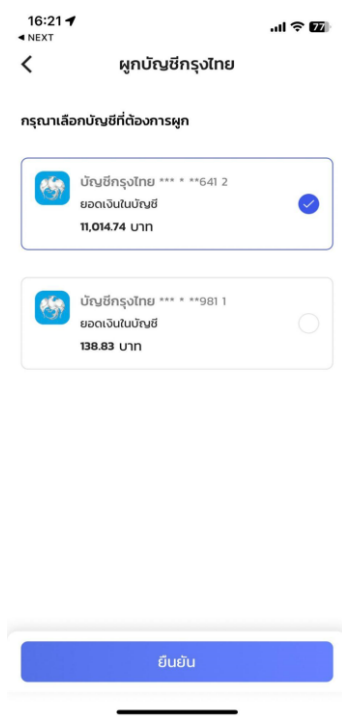 16:21
◀ NEXT
77
ผูกบัญชีกรุงไทย
กรุณาเลือกบัญชีที่ต้องการผูก
บัญชีกรุงไทย *** * **641 2
ยอดเงินในบัญชี
11,014.74 บาท
บัญชีกรุงไทย *** * **981 1
ยอดเงินในบัญชี
138.83 บาท
ยืนยัน